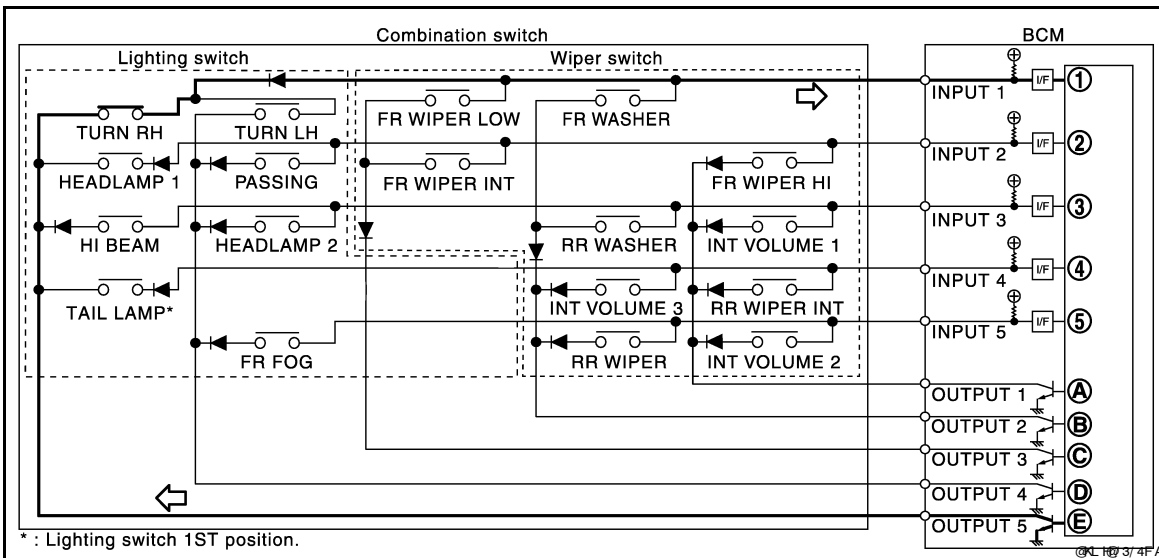 Combination switch
BCM
Lighting switch
Wiper switch
INPUT 1
I/F
1
TURN RH
TURN LH
FR WIPER LOW
FR WASHER
INPUT 2
I/F
2
HEADLAMP 1
PASSING
FR WIPER INT
FR WIPER HI
INPUT 3
I/F
3
HI BEAM
HEADLAMP 2
RR WASHER
INT VOLUME 1
INPUT 4
I/F
4
TAIL LAMP*
INT VOLUME 3
RR WIPER INT
INPUT 5
I/F
5
FR FOG
RR WIPER
INT VOLUME 2
OUTPUT 1
A
OUTPUT 2
B
OUTPUT 3
C
OUTPUT 4
D
OUTPUT 5
E
* : Lighting switch 1ST position.